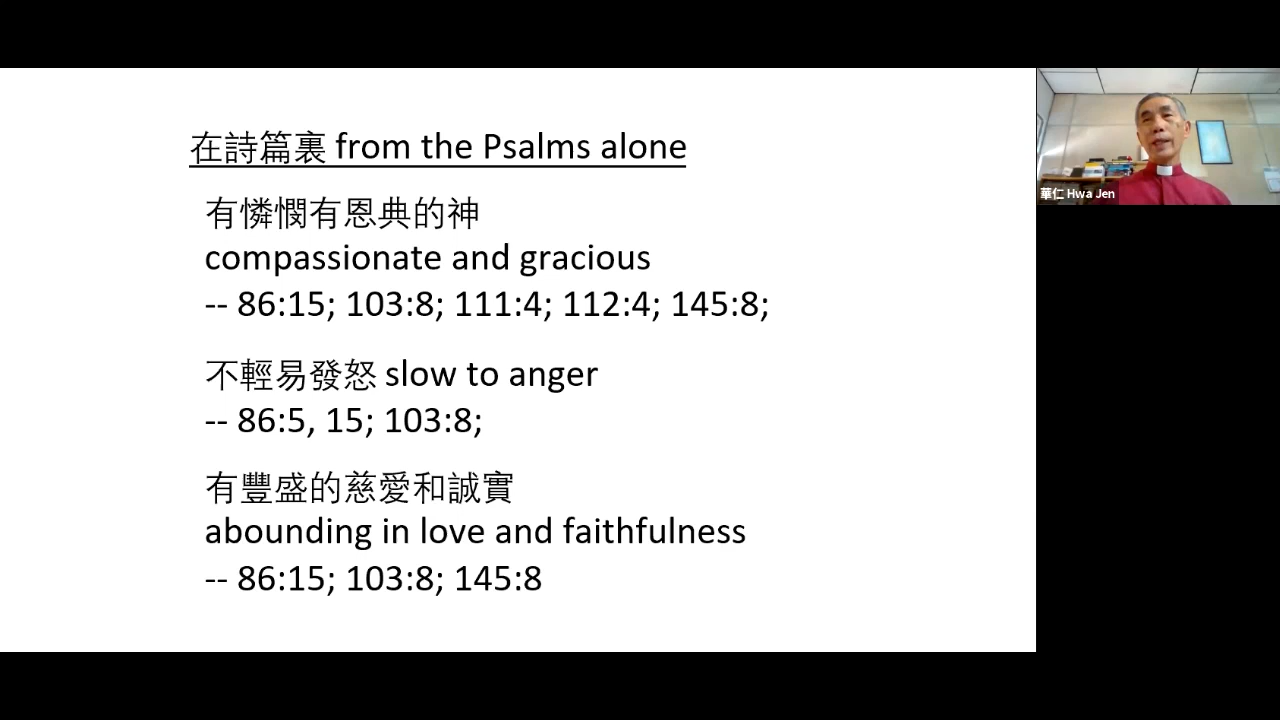 在詩篇裏 from the Psalms alone
有憐憫有恩典的神
compassionate and gracious
-- 86:15; 103:8; 111:4; 112:4; 145:8;
不輕易發怒 slow to anger
-- 86:5, 15; 103:8;
有豐盛的慈愛和誠實
abounding in love and faithfulness
-- 86:15; 103:8; 145:8
華仁 Hwa Jen